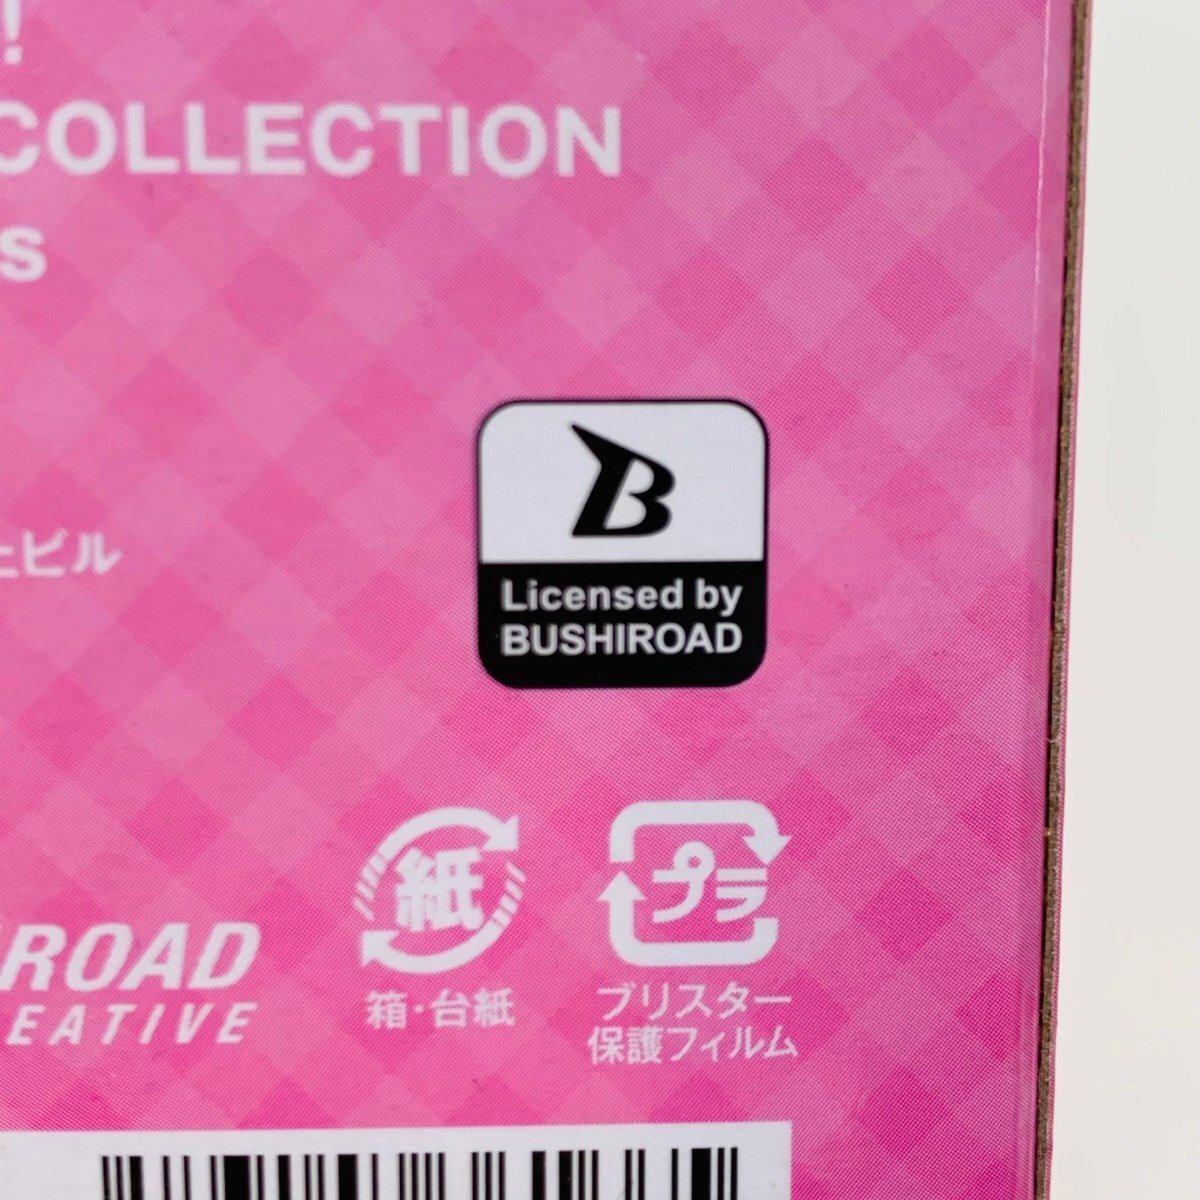 !
COLLECTION
s
ビル
B
Licensed by
BUSHIROAD
紙
プラ
箱・台紙
ブリスター
保護フィルム
ROAD
EATIVE